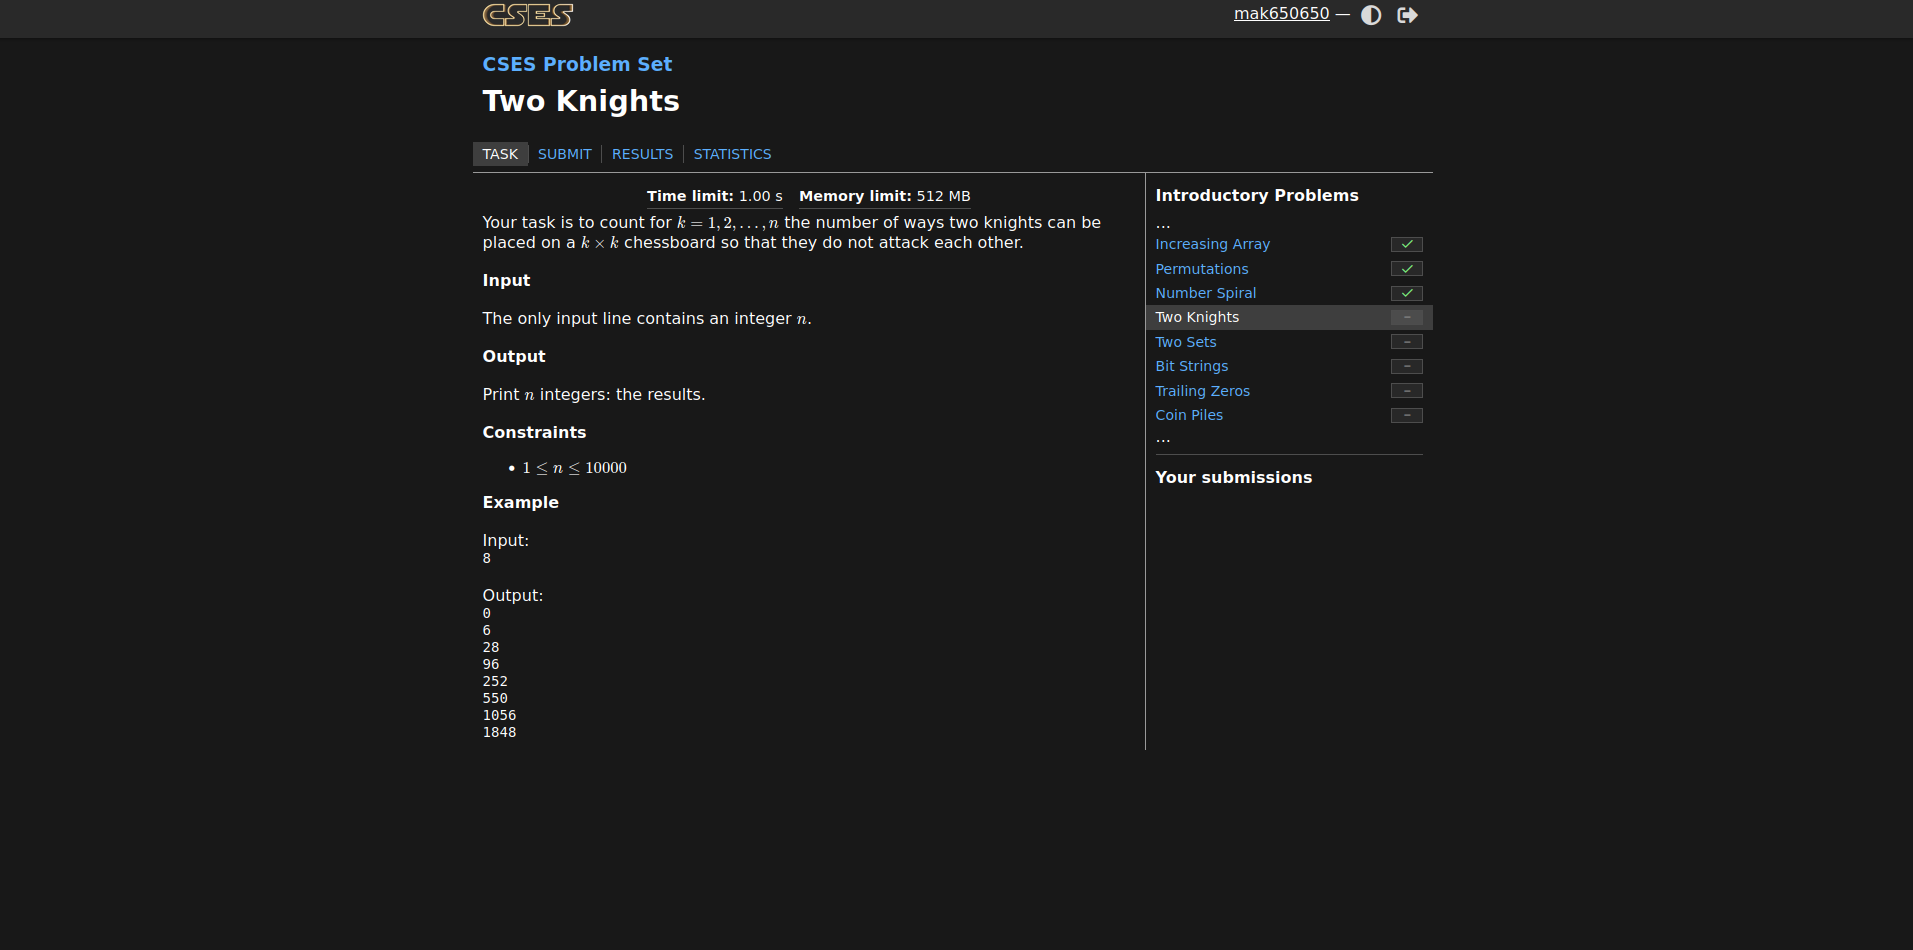 CSES
mak650650 —
CSES Problem Set
Two Knights
TASK SUBMIT RESULTS STATISTICS
Time limit: 1.00 s Memory limit: 512 MB
Your task is to count for k = 1, 2, . . . , n the number of ways two knights can be
placed on a k × k chessboard so that they do not attack each other.
Input
The only input line contains an integer n.
Output
Print n integers: the results.
Constraints
• 1 ≤ n ≤ 10000
Example
Input:
8
Output:
0
6
28
96
252
550
1056
1848
Introductory Problems
...
Increasing Array ✓
Permutations ✓
Number Spiral ✓
Two Knights –
Two Sets –
Bit Strings –
Trailing Zeros –
Coin Piles –
...
Your submissions